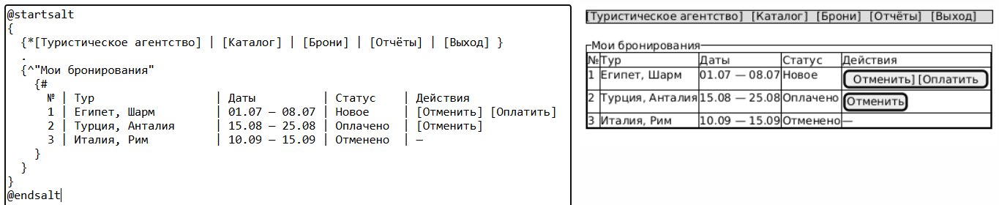 @startsalt
{
{*[Туристическое агентство] | [Каталог] | [Брони] | [Отчёты] | [Выход] }
.
{^"Мои бронирования"
{#
№ | Тур | Даты | Статус | Действия
1 | Египет, Шарм | 01.07 — 08.07 | Новое | [Отменить] [Оплатить]
2 | Турция, Анталия | 15.08 — 25.08 | Оплачено | [Отменить]
3 | Италия, Рим | 10.09 — 15.09 | Отменено | —
}
}
}
@endsalt
[Туристическое агентство] [Каталог] [Брони] [Отчёты] [Выход]
Мои бронирования
№ Тур Даты Статус Действия
1 Египет, Шарм 01.07 — 08.07 Новое Отменить] [Оплатить
2 Турция, Анталия 15.08 — 25.08 Оплачено Отменить
3 Италия, Рим 10.09 — 15.09 Отменено —